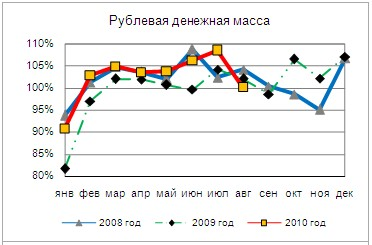 Рублевая денежная масса
110%
105%
100%
95%
90%
85%
80%
янв фев мар апр май июн июл авг сен окт ноя дек
2008 год 2009 год 2010 год